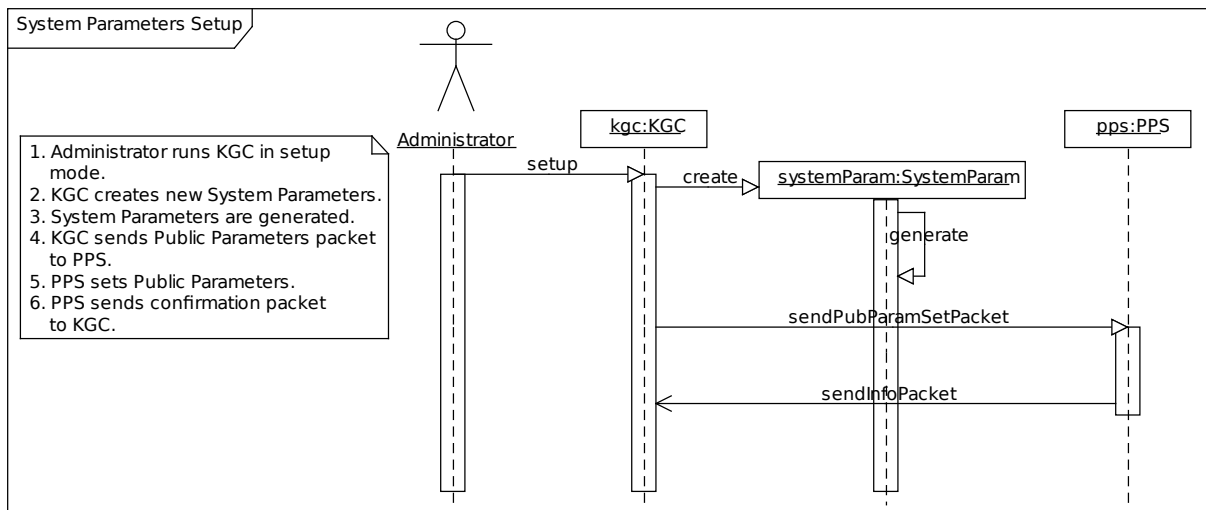 System Parameters Setup
Administrator
kgc:KGC
pps:PPS
1. Administrator runs KGC in setup
mode.
2. KGC creates new System Parameters.
3. System Parameters are generated.
4. KGC sends Public Parameters packet
to PPS.
5. PPS sets Public Parameters.
6. PPS sends confirmation packet
to KGC.
setup
create
systemParam:SystemParam
generate
sendPubParamSetPacket
sendInfoPacket